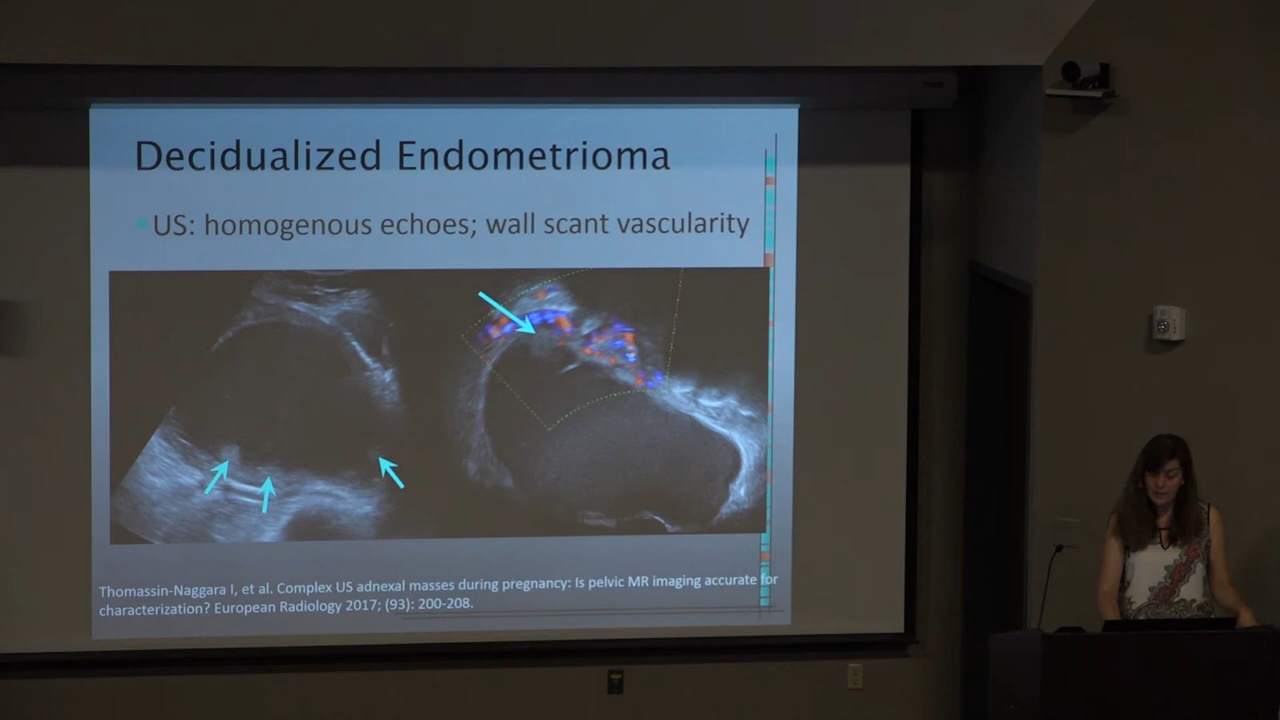 Decidualized Endometrioma
US: homogenous echoes; wall scant vascularity
Thomassin-Naggara I, et al. Complex US adnexal masses during pregnancy: Is pelvic MR imaging accurate for
characterization? European Radiology 2017; (93): 200-208.